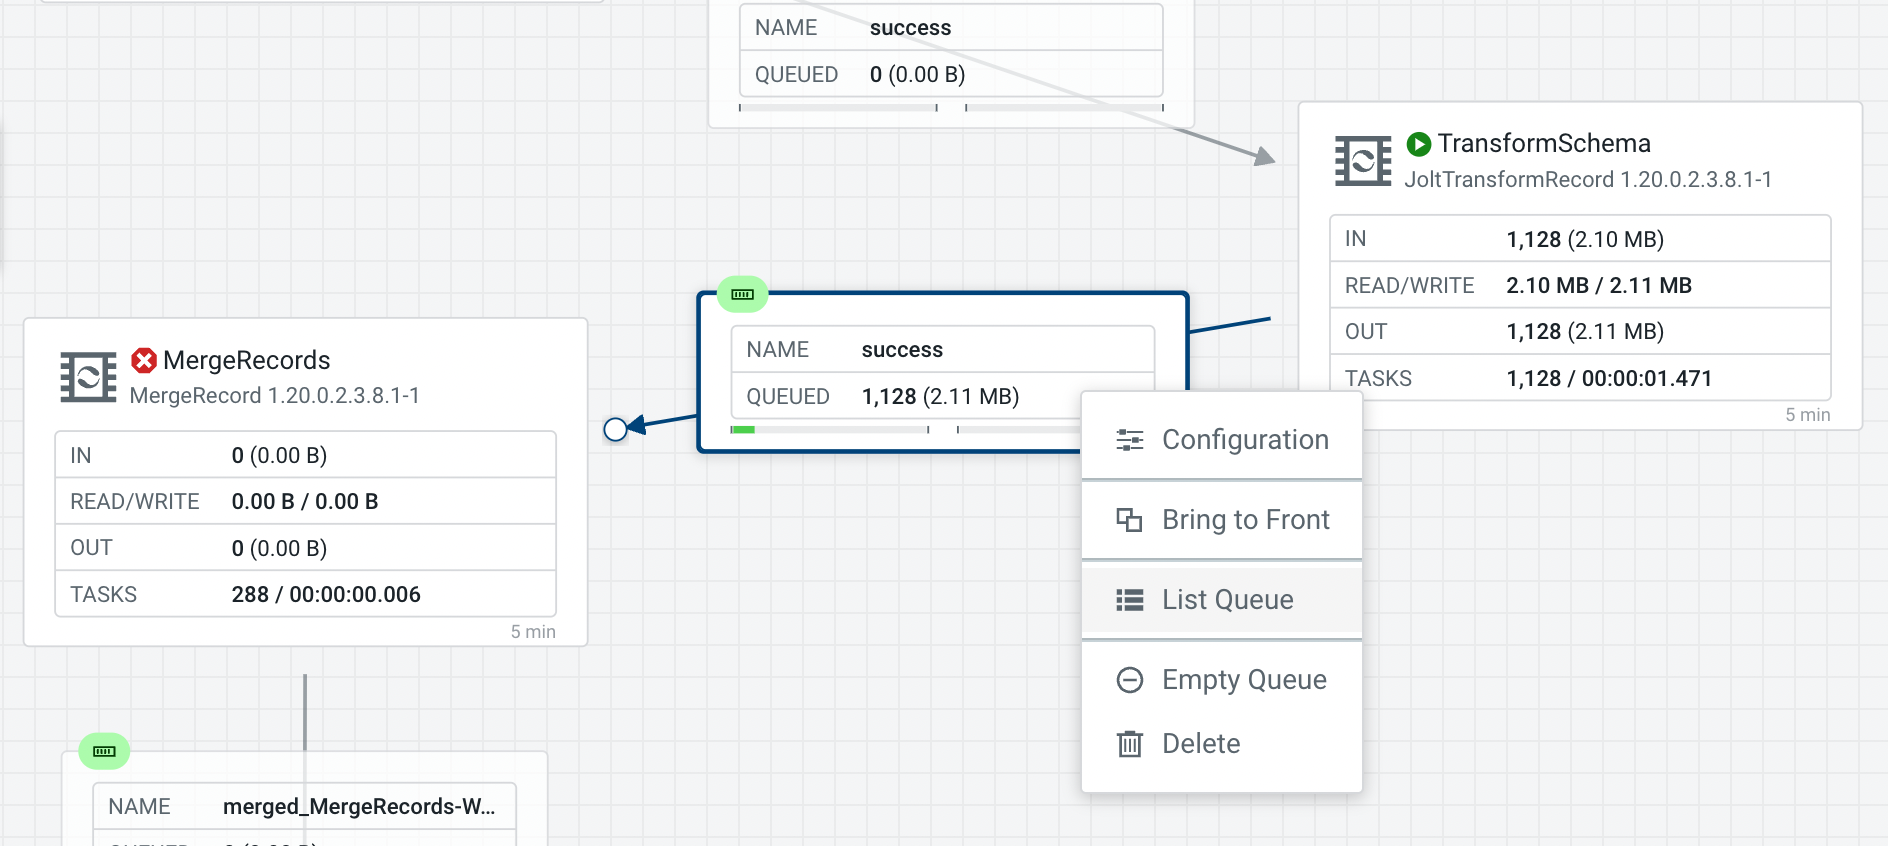 NAME success
QUEUED 0 (0.00 B)
TransformSchema
JoltTransformRecord 1.20.0.2.3.8.1-1
IN 1,128 (2.10 MB)
READ/WRITE 2.10 MB / 2.11 MB
OUT 1,128 (2.11 MB)
TASKS 1,128 / 00:00:01.471
5 min
NAME success
QUEUED 1,128 (2.11 MB)
MergeRecords
MergeRecord 1.20.0.2.3.8.1-1
IN 0 (0.00 B)
READ/WRITE 0.00 B / 0.00 B
OUT 0 (0.00 B)
TASKS 288 / 00:00:00.006
5 min
Configuration
Bring to Front
List Queue
Empty Queue
Delete
NAME merged_MergeRecords-W...